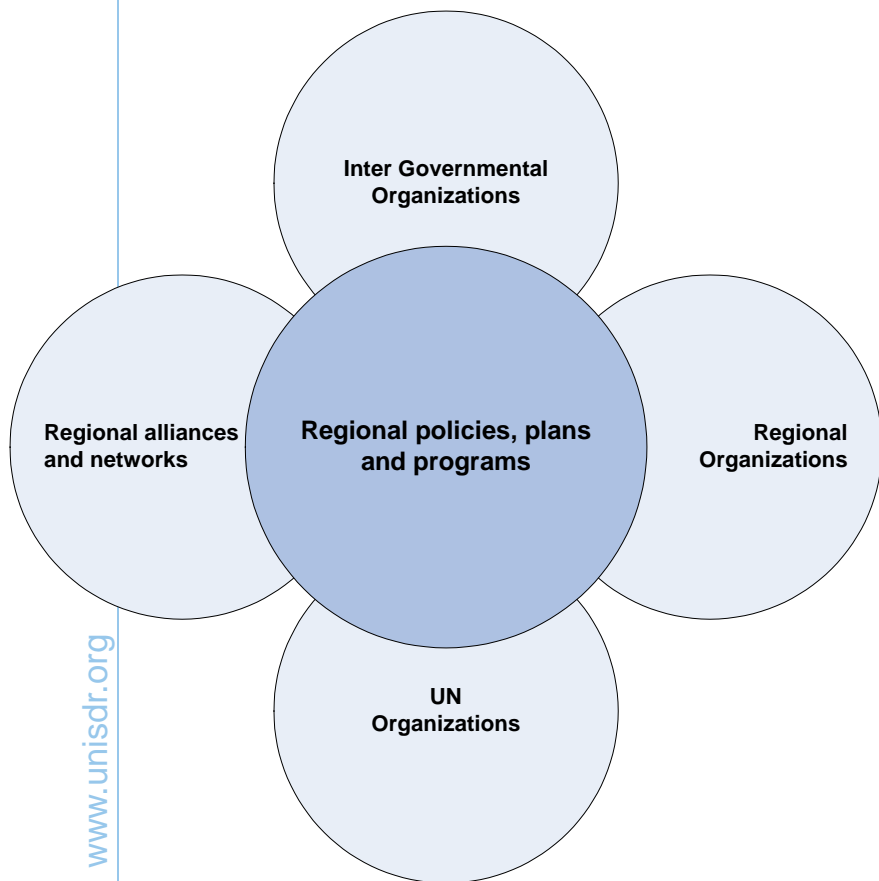 Inter Governmental
Organizations
Regional alliances
and networks
Regional policies, plans
and programs
Regional
Organizations
UN
Organizations
www.unisdr.org